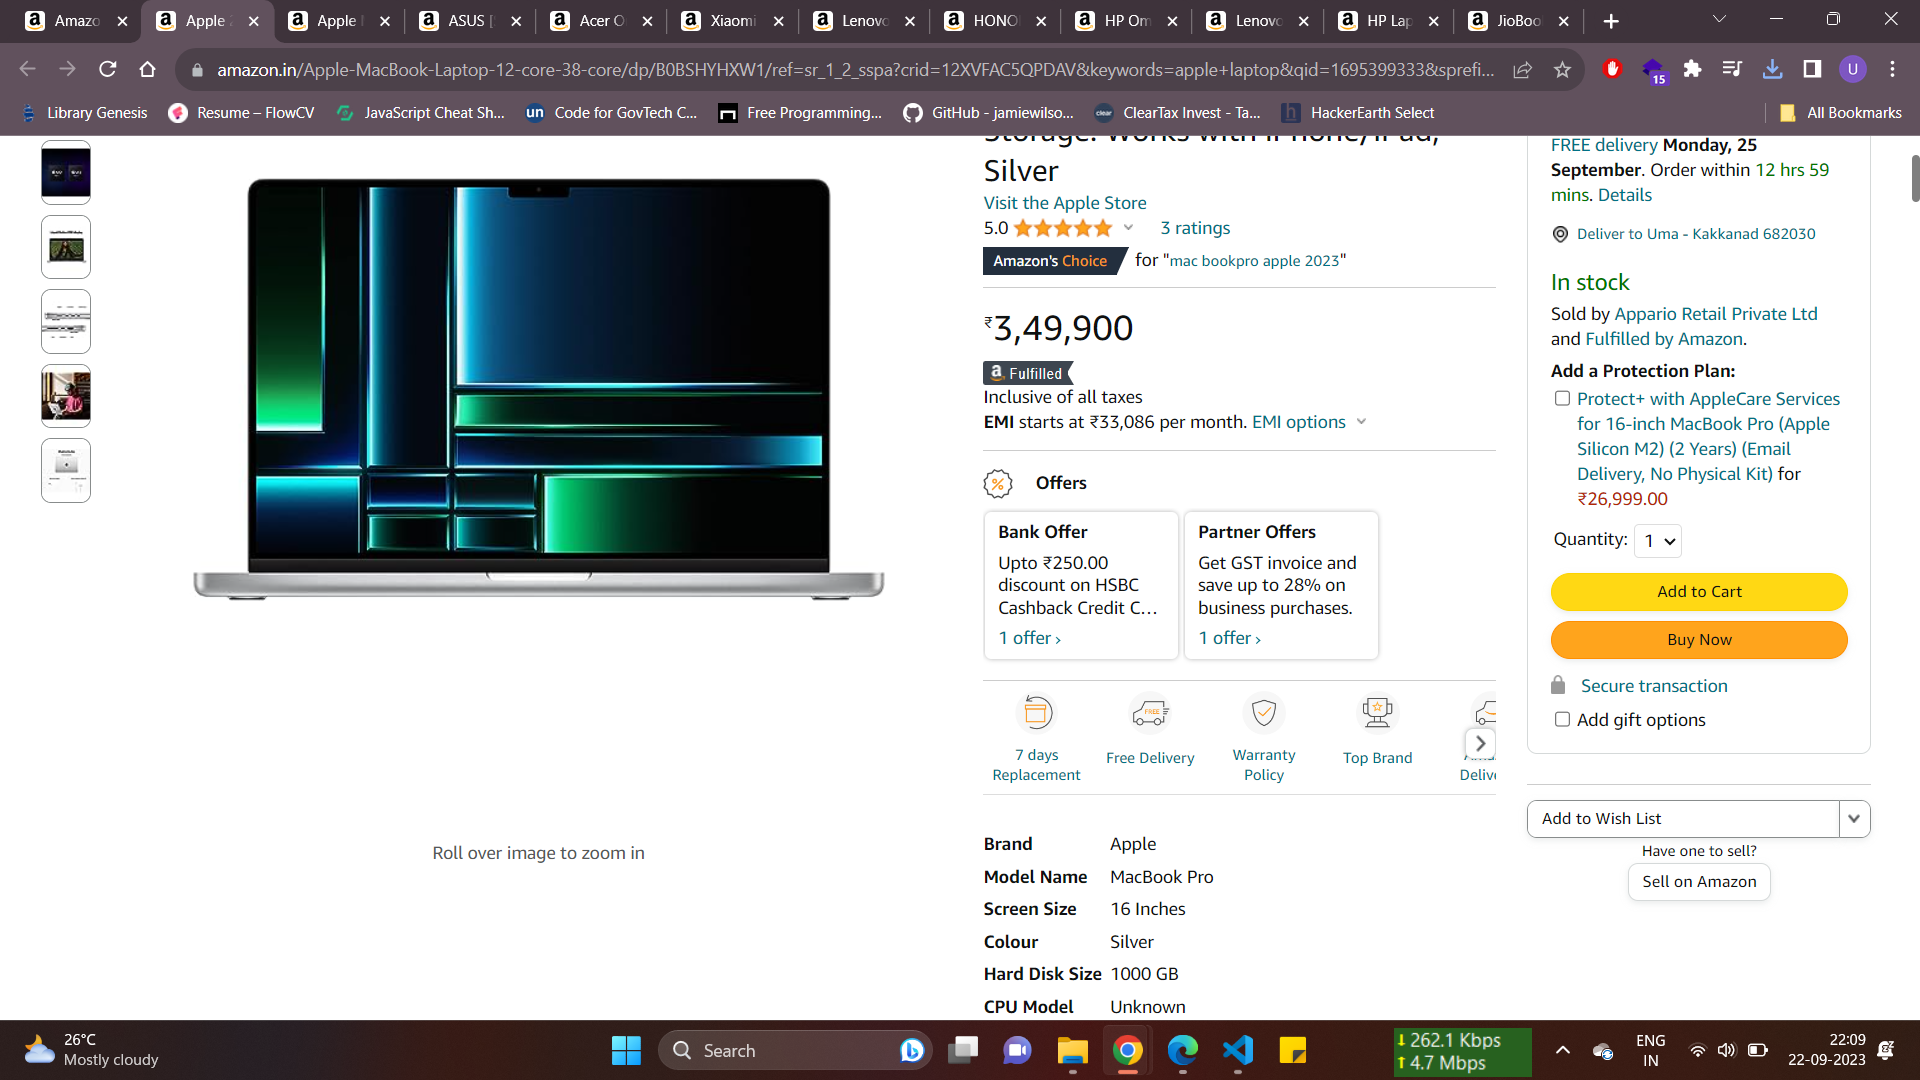 Amazo
Apple 2
Apple M
ASUS [
Acer O
Xiaomi
Lenovo
HONO
HP Om
Lenovo
HP Lap
JioBoo
amazon.in/Apple-MacBook-Laptop-12-core-38-core/dp/B0BSHYHXW1/ref=sr_1_2_sspa?crid=12XVFAC5QPDAV&keywords=apple+laptop&qid=1695399333&sprefi...
15
U
Library Genesis
Resume – FlowCV
JavaScript Cheat Sh...
un
Code for GovTech C...
Free Programming...
GitHub - jamiewilso...
clear
ClearTax Invest - Ta...
h
HackerEarth Select
All Bookmarks
Storage: Works with iPhone/iPad;
Silver
Visit the Apple Store
5.0
3 ratings
Amazon's Choice for "mac bookpro apple 2023"
₹3,49,900
a Fulfilled
Inclusive of all taxes
EMI starts at ₹33,086 per month. EMI options
Offers
Bank Offer
Upto ₹250.00
discount on HSBC
Cashback Credit C...
1 offer ›
Partner Offers
Get GST invoice and
save up to 28% on
business purchases.
1 offer ›
FREE
7 days
Replacement
Free Delivery
Warranty
Policy
Top Brand
Delive
Brand Apple
Model Name MacBook Pro
Screen Size 16 Inches
Colour Silver
Hard Disk Size 1000 GB
CPU Model Unknown
Roll over image to zoom in
FREE delivery Monday, 25
September. Order within 12 hrs 59
mins. Details
Deliver to Uma - Kakkanad 682030
In stock
Sold by Appario Retail Private Ltd
and Fulfilled by Amazon.
Add a Protection Plan:
Protect+ with AppleCare Services
for 16-inch MacBook Pro (Apple
Silicon M2) (2 Years) (Email
Delivery, No Physical Kit) for
₹26,999.00
Quantity: 1
Add to Cart
Buy Now
Secure transaction
Add gift options
Add to Wish List
Have one to sell?
Sell on Amazon
26°C
Mostly cloudy
Search
262.1 Kbps
4.7 Mbps
ENG
IN
22:09
22-09-2023